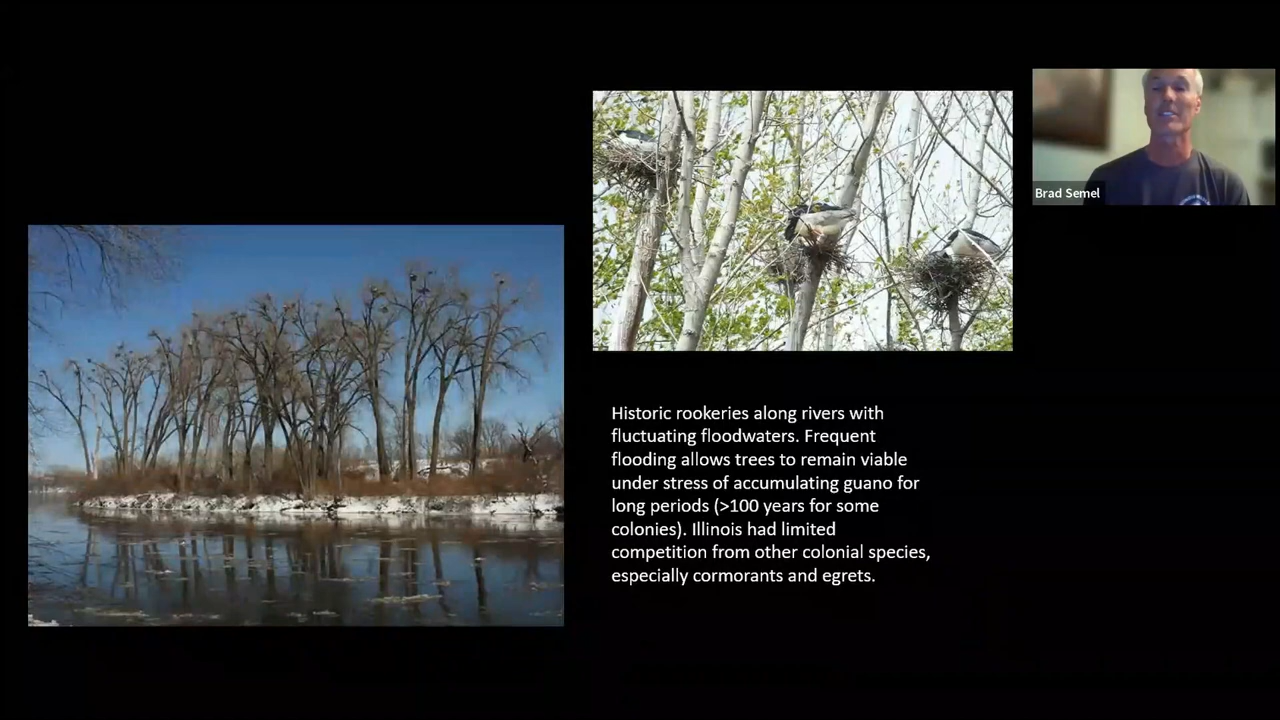 Brad Semel
Historic rookeries along rivers with
fluctuating floodwaters. Frequent
flooding allows trees to remain viable
under stress of accumulating guano for
long periods (>100 years for some
colonies). Illinois had limited
competition from other colonial species,
especially cormorants and egrets.